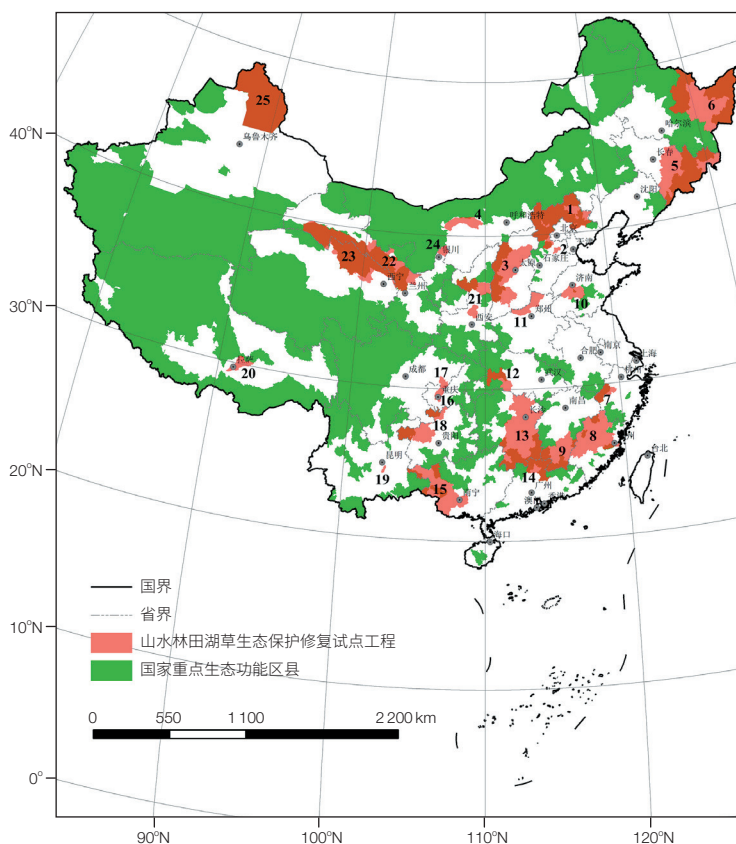 25
6
乌鲁木齐
哈尔滨
40°N
长春
5
沈阳
4
呼和浩特
1
北京
天津
2
24
银川
23
22
3
太原
石家庄
西宁
兰州
济南
10
30°N
21
西安
11
郑州
南京
合肥
上海
拉萨
20
成都
17
12
武汉
杭州
重庆
16
7
南昌
长沙
18
贵阳
13
8
9
福州
台北
昆明
20°N
19
15
南宁
14
广州
香港
澳门
海口
国界
省界
10°N
山水林田湖草生态保护修复试点工程
国家重点生态功能区县
0 550 1 100 2 200 km
0°
90°N 100°N 110°N 120°N